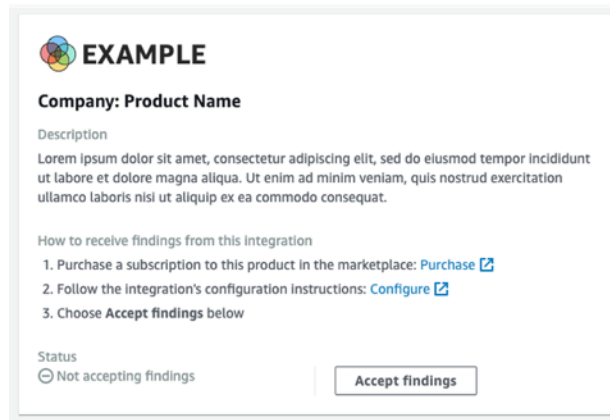 EXAMPLE
Company: Product Name
Description
Lorem ipsum dolor sit amet, consectetur adipiscing elit, sed do eiusmod tempor incididunt
ut labore et dolore magna aliqua. Ut enim ad minim veniam, quis nostrud exercitation
ullamco laboris nisi ut aliquip ex ea commodo consequat.
How to receive findings from this integration
1. Purchase a subscription to this product in the marketplace: Purchase
2. Follow the integration's configuration instructions: Configure
3. Choose Accept findings below
Status
Not accepting findings
Accept findings